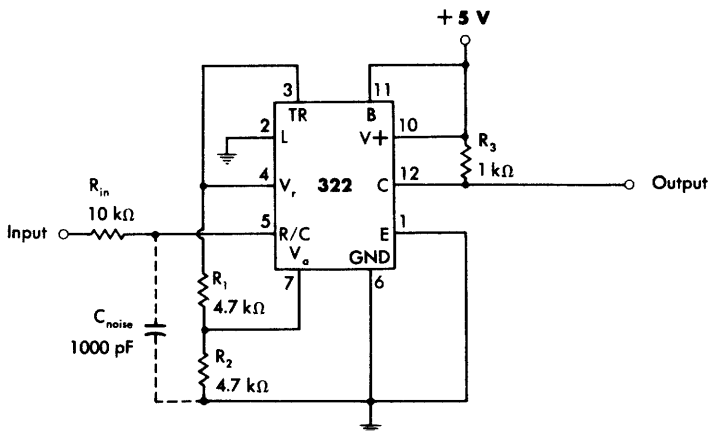 + 5 V
3
11
TR
B
2
L
V+
10
R3
1 kΩ
4
Vr
322
C
12
Output
Rin
10 kΩ
Input
5
R/C
E
1
Va
GND
7
6
R1
4.7 kΩ
Cnoise
1000 pF
R2
4.7 kΩ